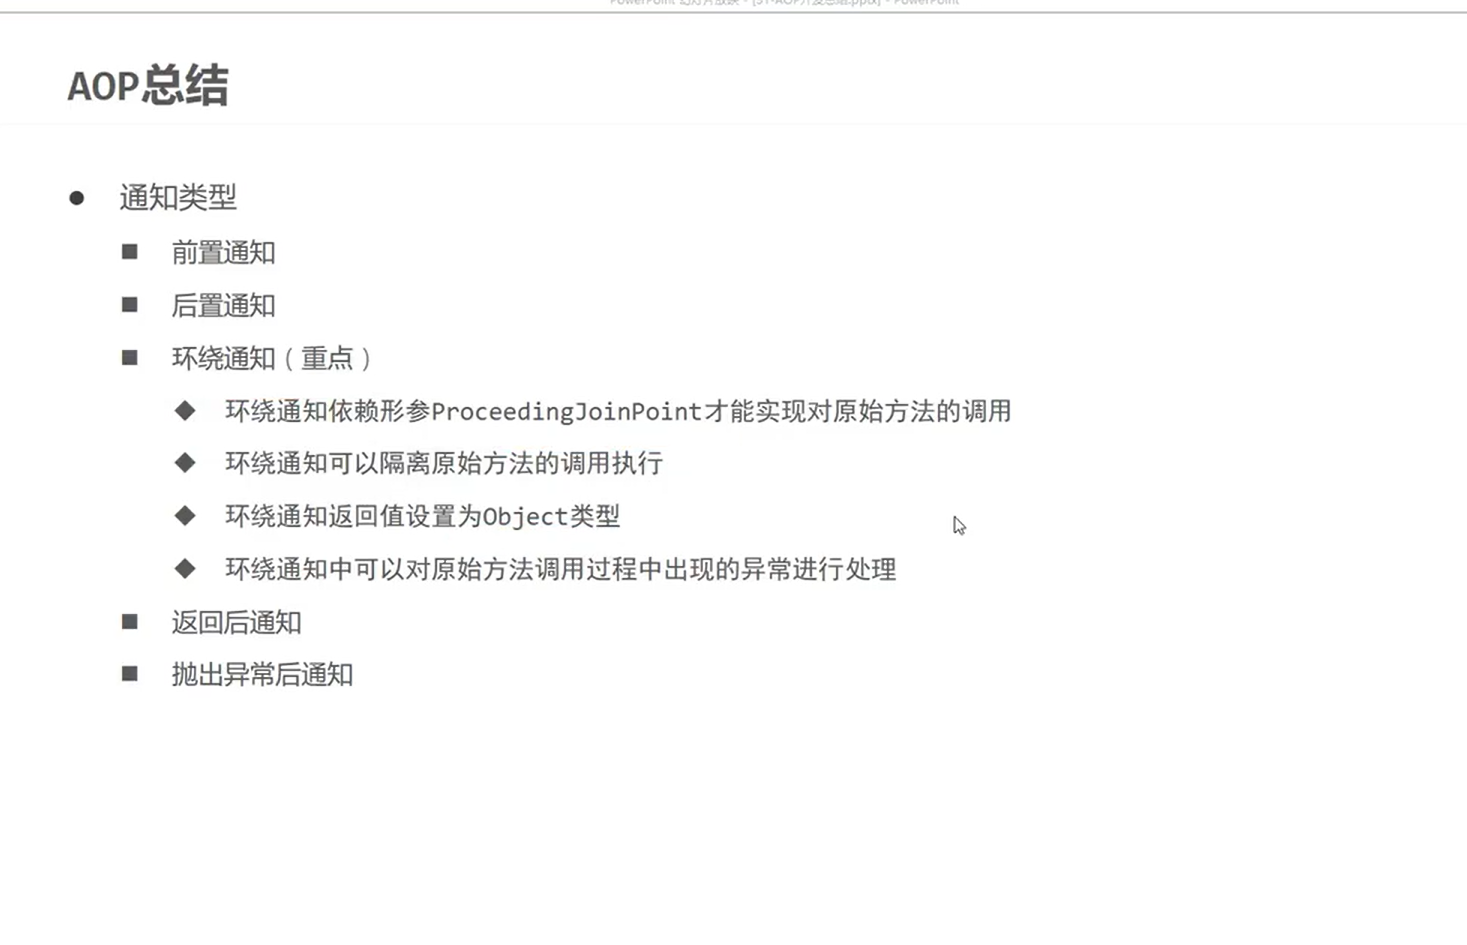 AOP总结
通知类型
前置通知
后置通知
环绕通知（重点）
环绕通知依赖形参ProceedingJoinPoint才能实现对原始方法的调用
环绕通知可以隔离原始方法的调用执行
环绕通知返回值设置为Object类型
环绕通知中可以对原始方法调用过程中出现的异常进行处理
返回后通知
抛出异常后通知